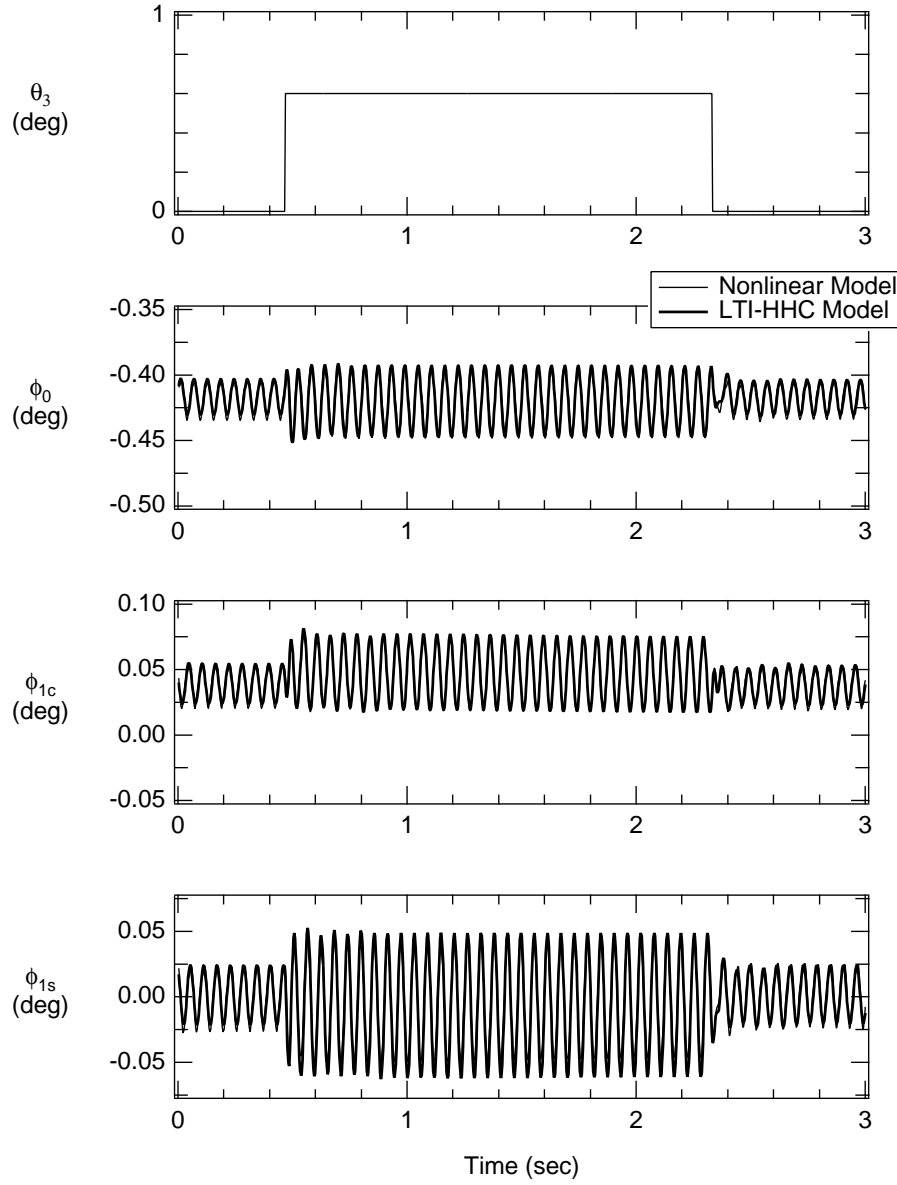 1
θ3
(deg)
0
0 1 2 3
Nonlinear Model
LTI-HHC Model
-0.35
-0.40
ϕ0
(deg)
-0.45
-0.50
0 1 2 3
0.10
0.05
ϕ1c
(deg)
0.00
-0.05
0 1 2 3
0.05
ϕ1s
(deg)
0.00
-0.05
0 1 2 3
Time (sec)